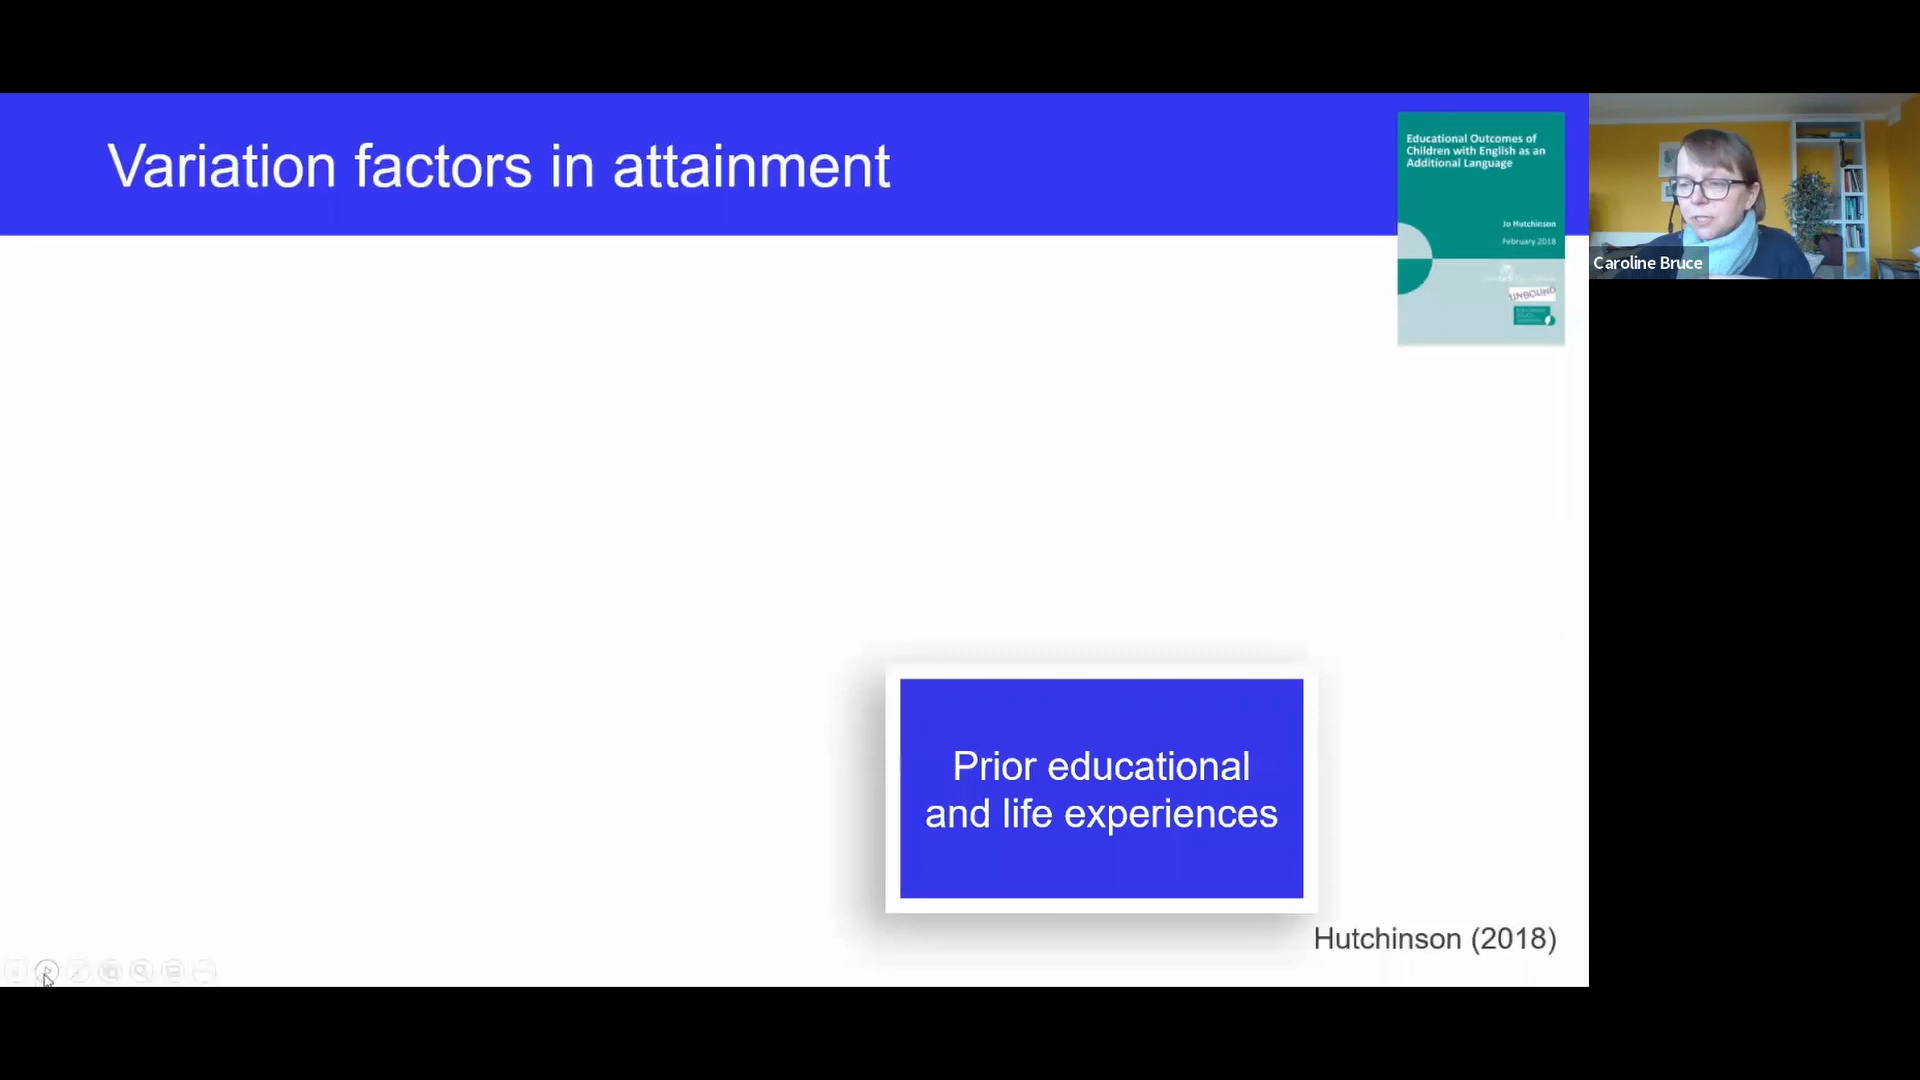 Variation factors in attainment
Educational Outcomes of
Children with English as an
Additional Language
Jo Hutchinson
February 2018
UNBOUND
Caroline Bruce
Prior educational
and life experiences
Hutchinson (2018)